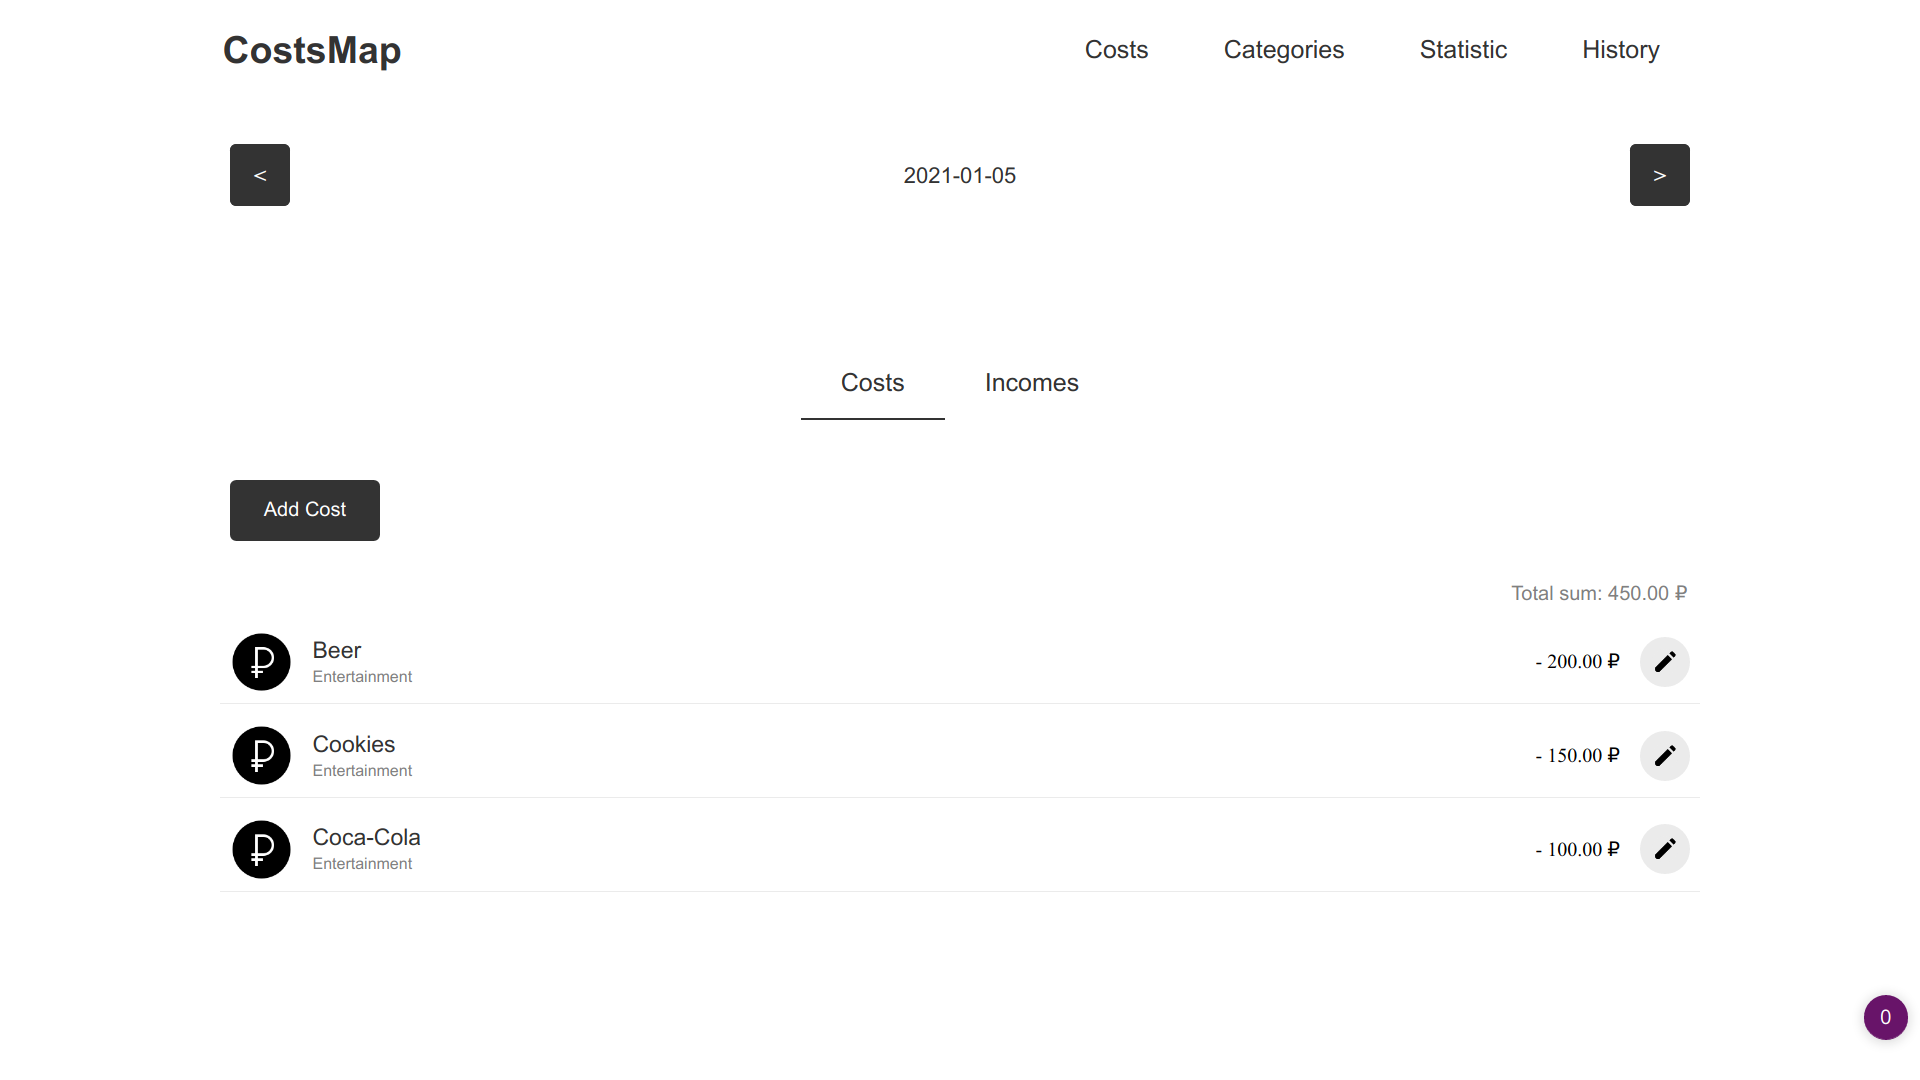 CostsMap
Costs Categories Statistic History
< 2021-01-05 >
Costs Incomes
Add Cost
Total sum: 450.00 ₽
₽ Beer - 200.00 ₽
Entertainment
₽ Cookies - 150.00 ₽
Entertainment
₽ Coca-Cola - 100.00 ₽
Entertainment
0